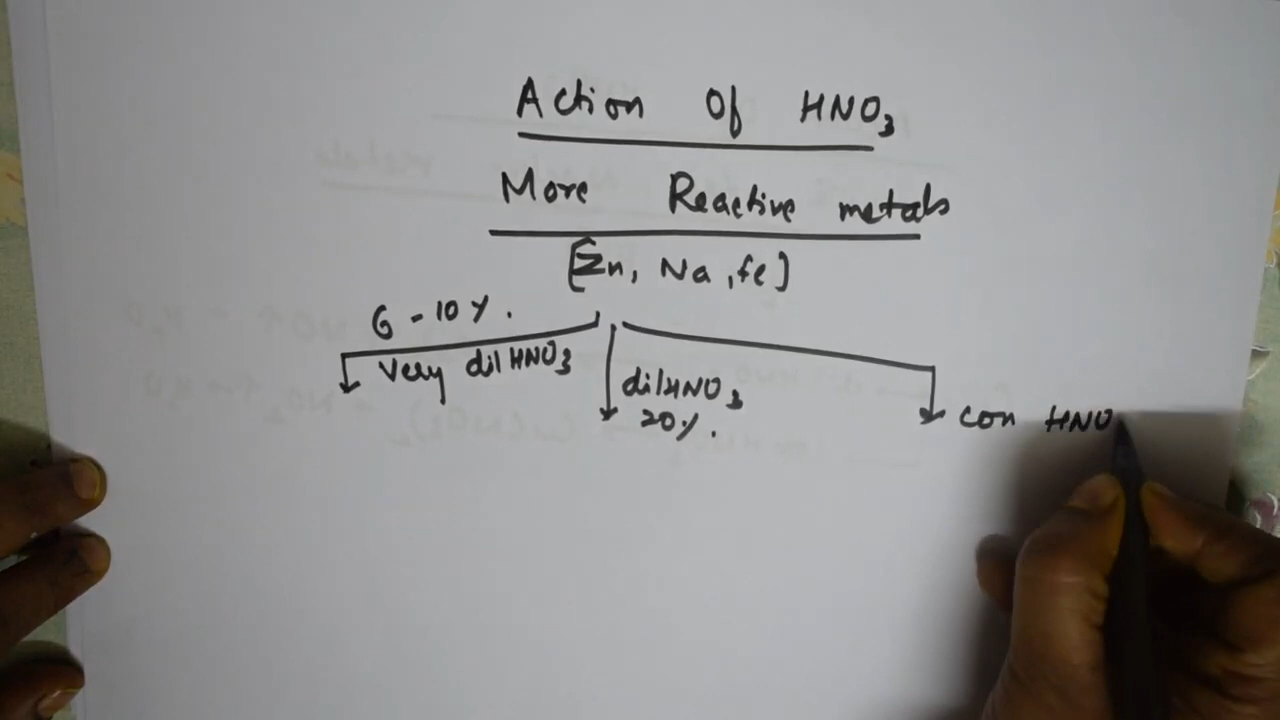 Action Of HNO3
More Reactive metals
[Zn, Na, fe]
6 - 10 %.
Very dil HNO3
dil HNO3
20 %.
con HNO